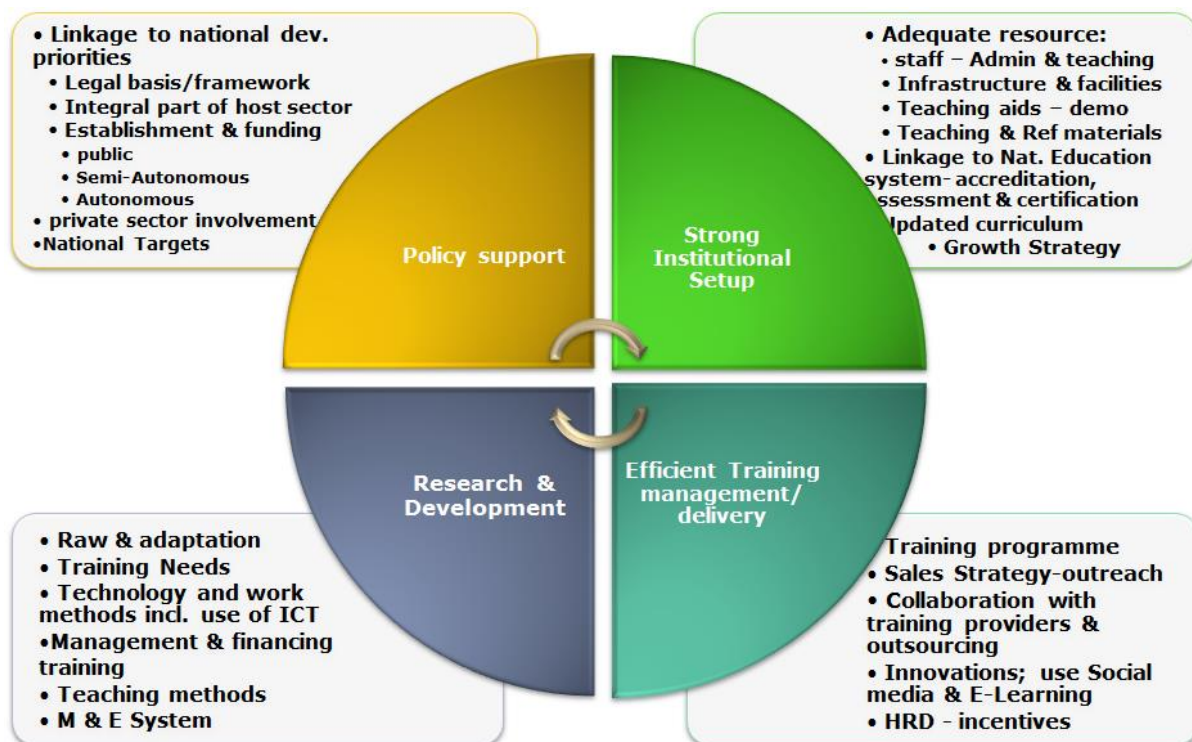 • Linkage to national dev.
priorities
• Legal basis/framework
• Integral part of host sector
• Establishment & funding
• public
• Semi-Autonomous
• Autonomous
• private sector involvement
•National Targets
• Adequate resource:
• staff – Admin & teaching
• Infrastructure & facilities
• Teaching aids – demo
• Teaching & Ref materials
• Linkage to Nat. Education
system- accreditation,
assessment & certification
Updated curriculum
• Growth Strategy
Policy support
Strong
Institutional
Setup
Research &
Development
Efficient Training
management/
delivery
• Raw & adaptation
• Training Needs
• Technology and work
methods incl. use of ICT
•Management & financing
training
• Teaching methods
• M & E System
Training programme
• Sales Strategy-outreach
• Collaboration with
training providers &
outsourcing
• Innovations; use Social
media & E-Learning
• HRD - incentives